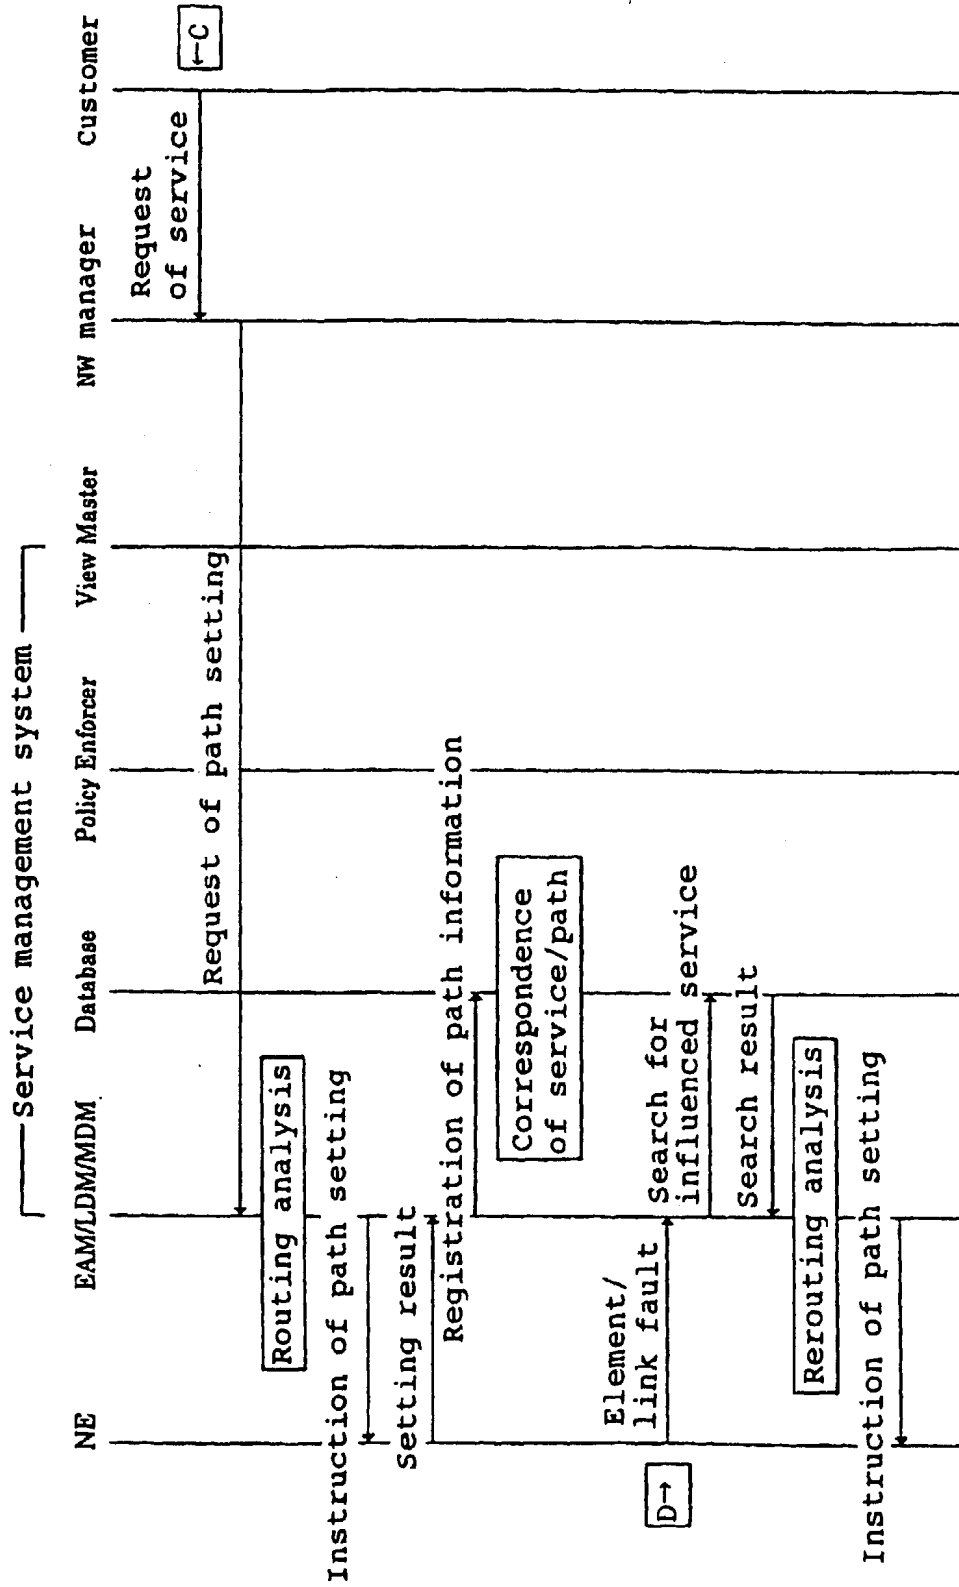 Service management system
NE
EAM/LDM/MDM
Database
Policy Enforcer
View Master
NW manager
Customer
←C
Request
of service
Request of path setting
Routing analysis
Instruction of path setting
Setting result
Registration of path information
Correspondence
of service/path
D→
Element/
link fault
Search for
influenced service
Search result
Rerouting analysis
Instruction of path setting